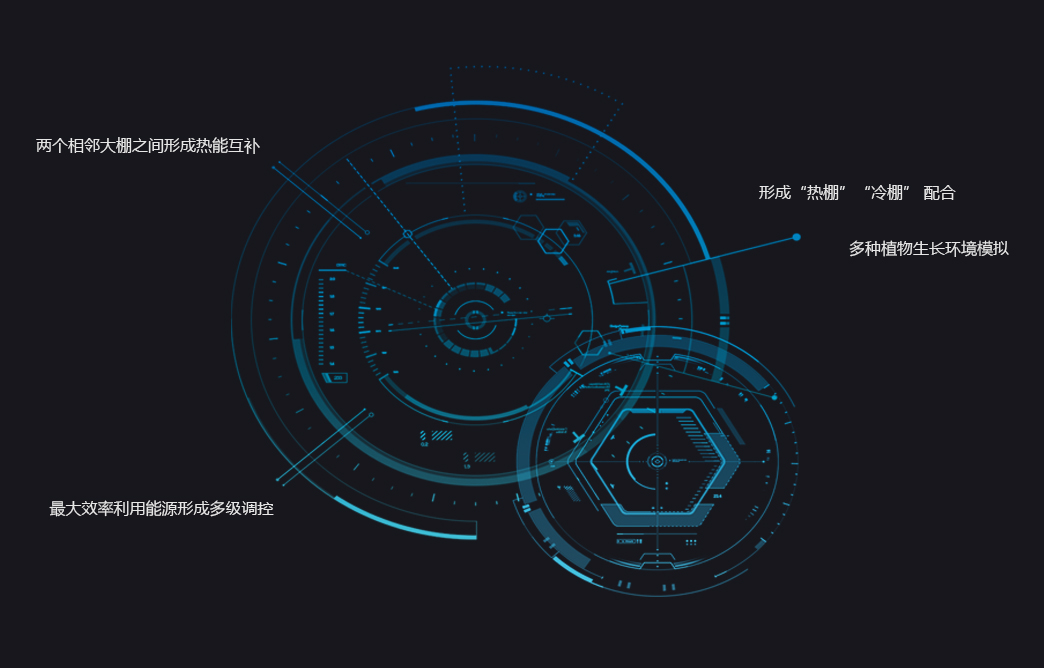 两个相邻大棚之间形成热能互补
形成“热棚” “冷棚” 配合
多种植物生长环境模拟
最大效率利用能源形成多级调控